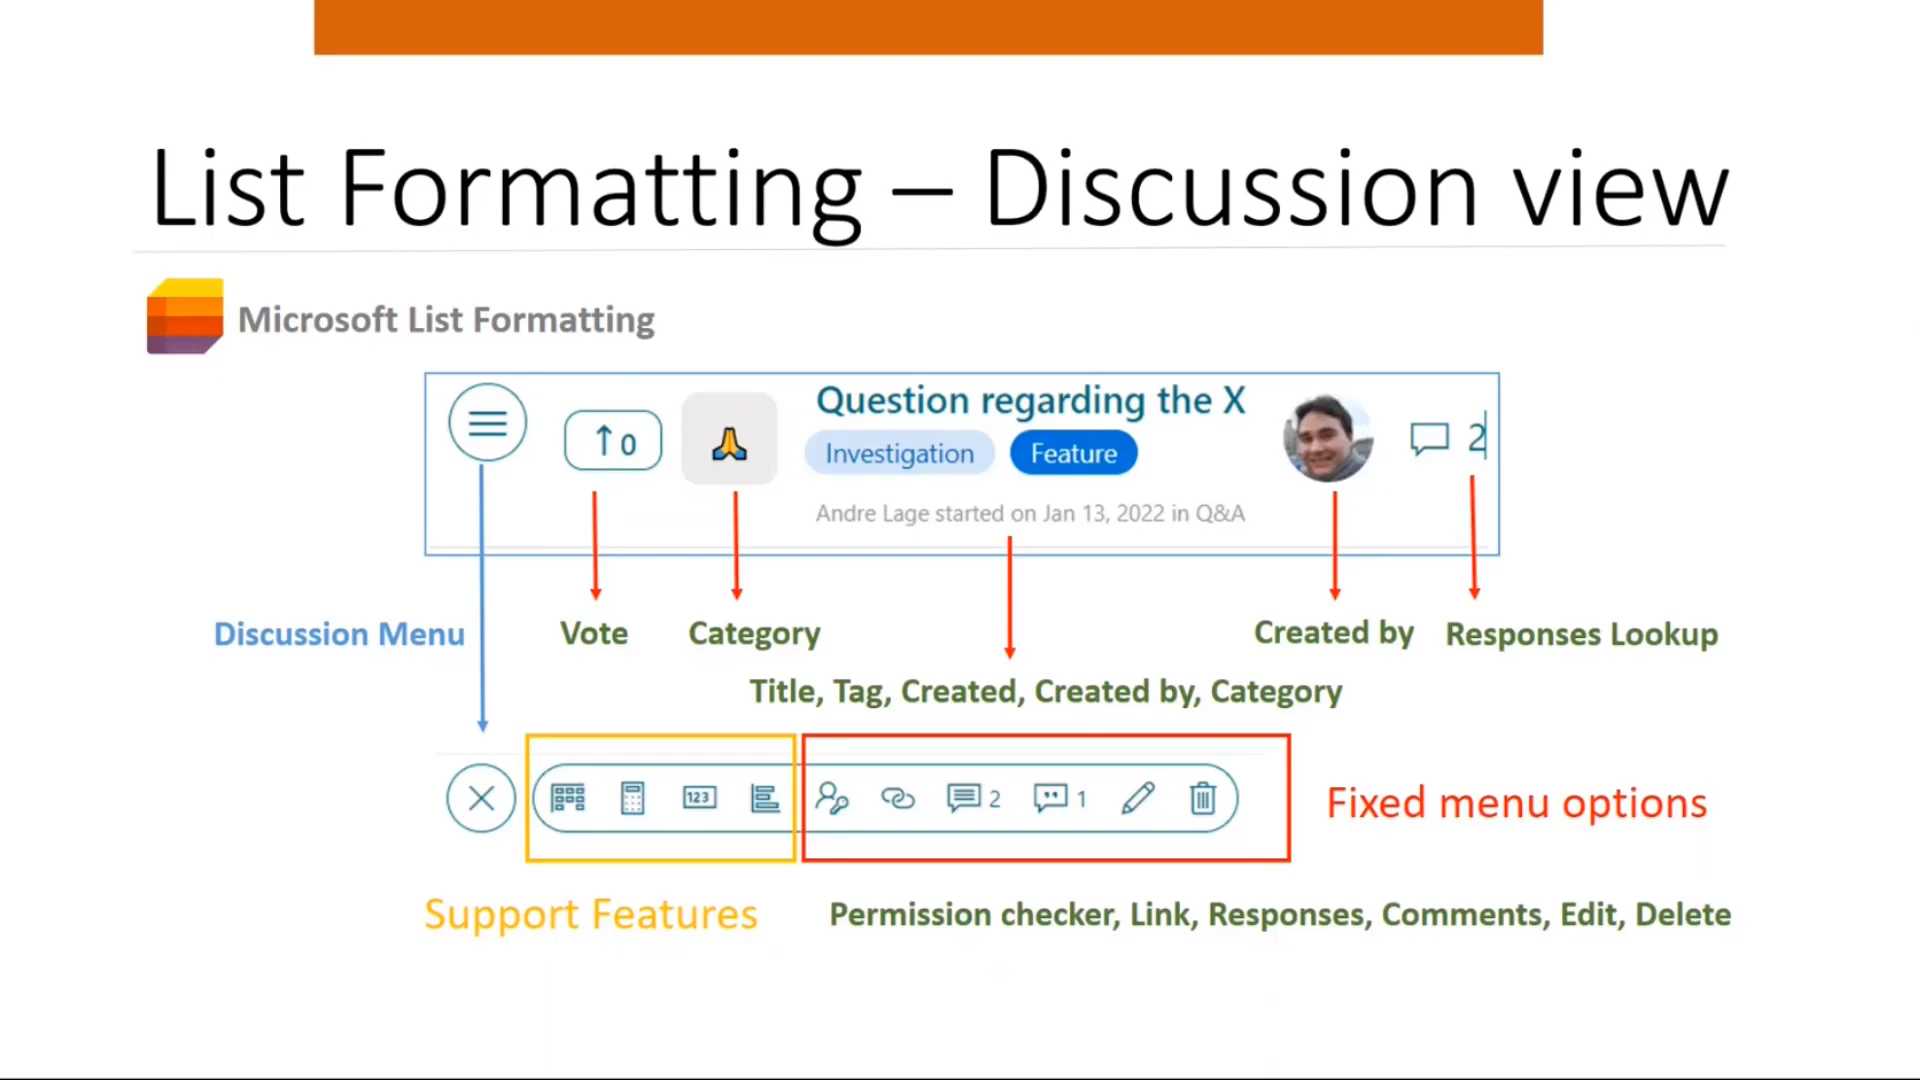 List Formatting – Discussion view
Microsoft List Formatting
Question regarding the X
↑0
Investigation Feature
2
Andre Lage started on Jan 13, 2022 in Q&A
Discussion Menu
Vote
Category
Created by
Responses Lookup
Title, Tag, Created, Created by, Category
123
2
1
Fixed menu options
Support Features
Permission checker, Link, Responses, Comments, Edit, Delete